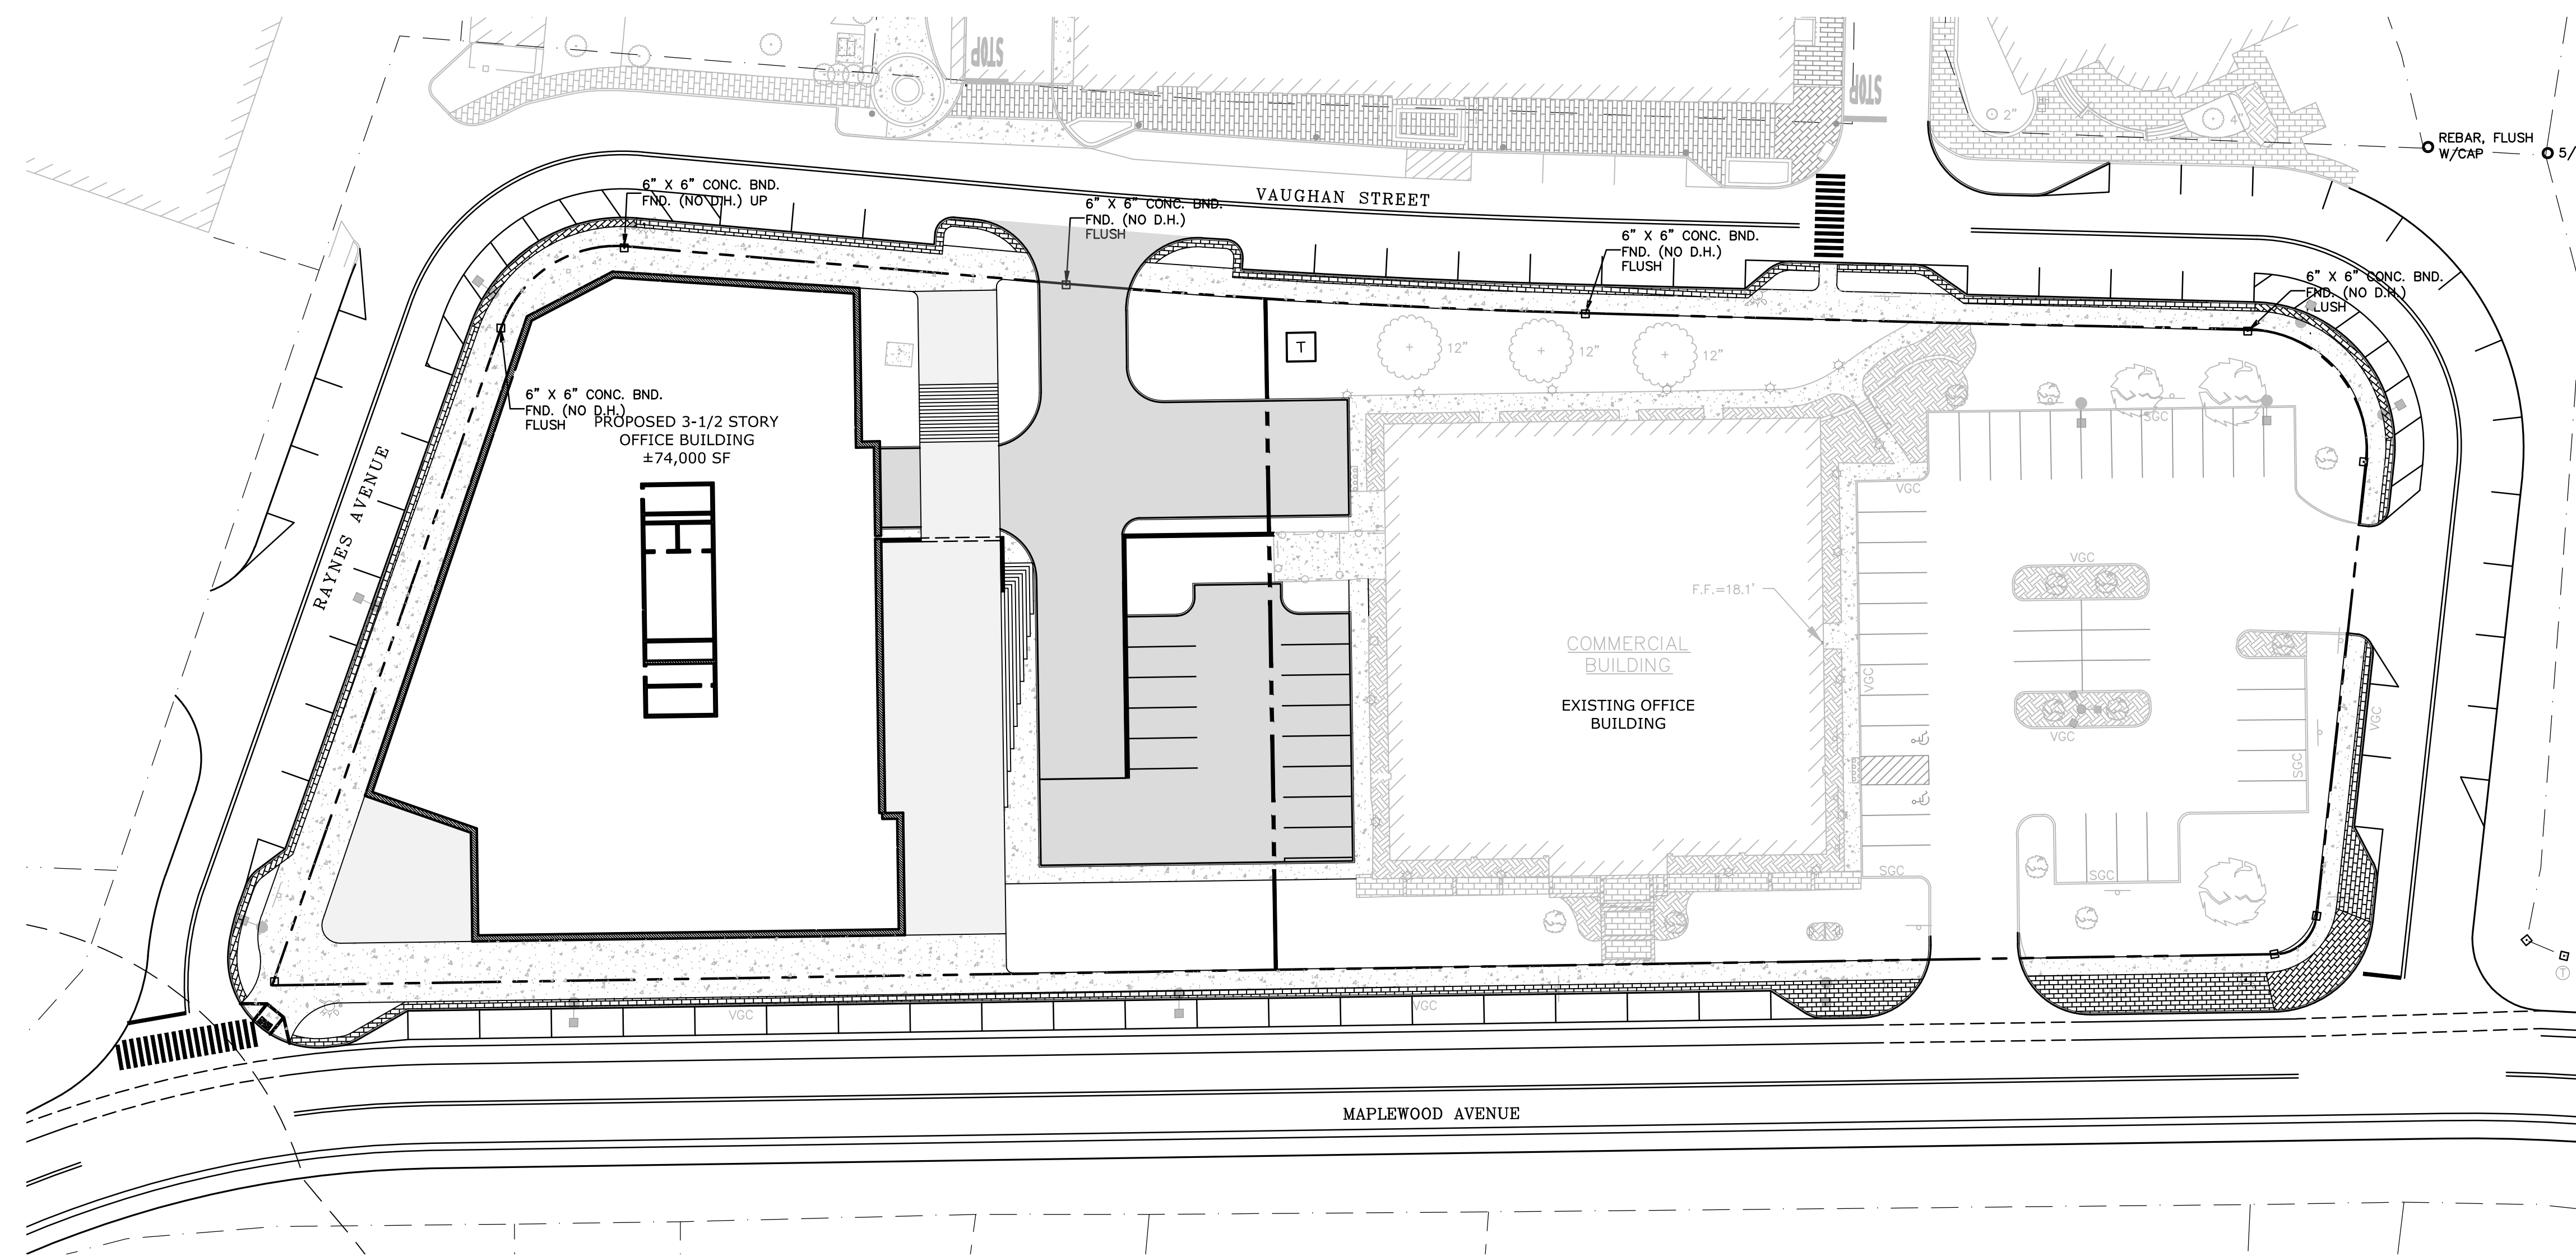 STOP
STOP
2"
4"
REBAR, FLUSH
W/CAP
5/
VAUGHAN STREET
6" X 6" CONC. BND.
FND. (NO D.H.) UP
6" X 6" CONC. BND.
FND. (NO D.H.)
FLUSH
6" X 6" CONC. BND.
FND. (NO D.H.)
FLUSH
6" X 6" CONC. BND.
FND. (NO D.H.)
FLUSH
T
12"
12"
12"
6" X 6" CONC. BND.
FND. (NO D.H.)
FLUSH
PROPOSED 3-1/2 STORY
OFFICE BUILDING
±74,000 SF
RAYNES AVENUE
SGC
VGC
VGC
F.F.=18.1'
COMMERCIAL
BUILDING
EXISTING OFFICE
BUILDING
VGC
VGC
VGC
SGC
SGC
SGC
T
VGC
VGC
MAPLEWOOD AVENUE